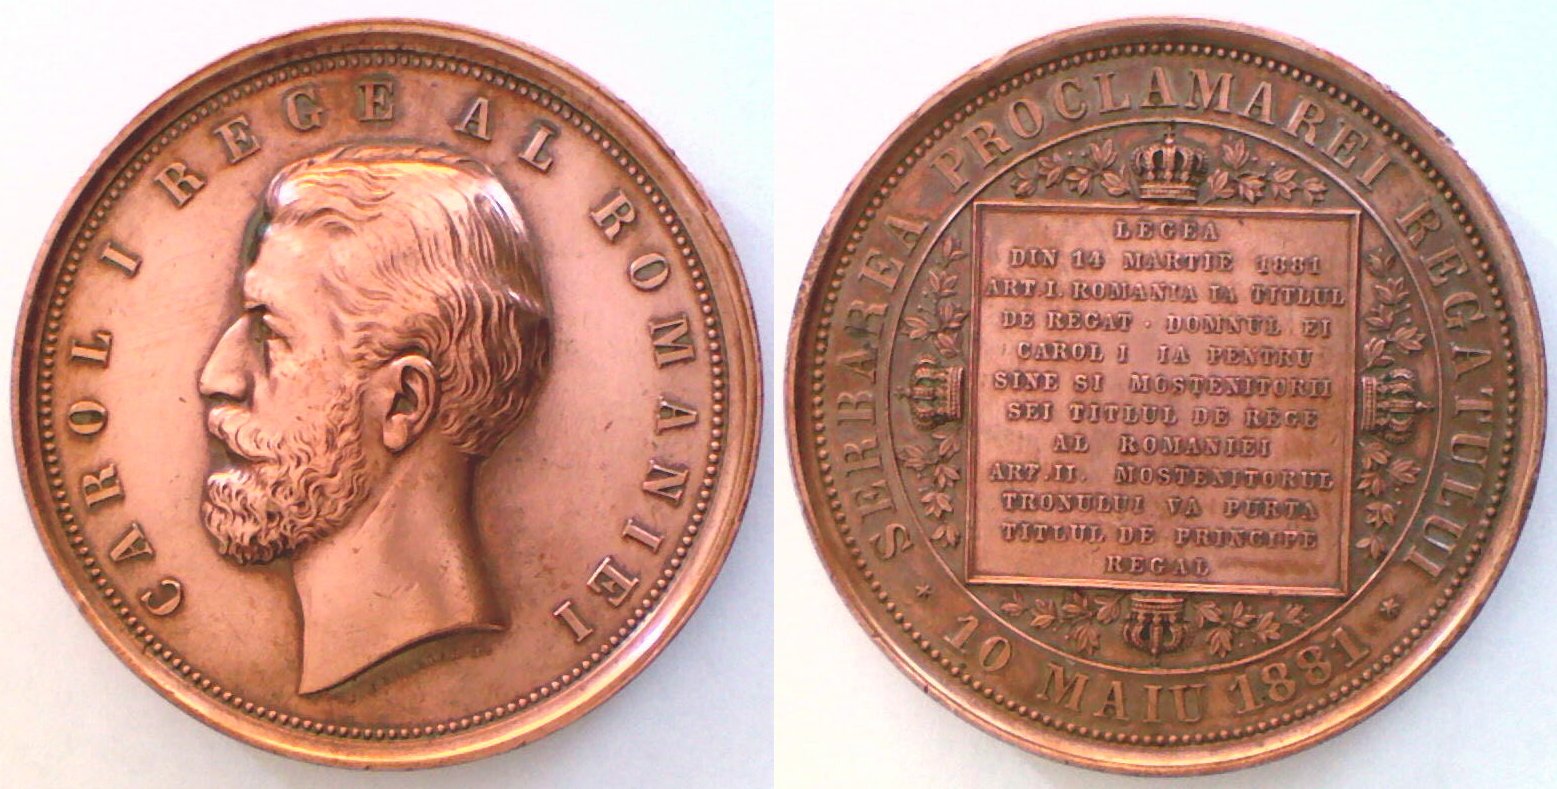 CAROL I REGE AL ROMANIEI
SERBAREA PROCLAMAREI REGATULUI
* 10 MAIU 1881 *
LEGEA
DIN 14 MARTIE 1881
ART. I. ROMANIA IA TITLUL
DE REGAT · DOMNUL EI
CAROL I IA PENTRU
SINE SI MOSTENITORII
SEI TITLUL DE REGE
AL ROMANIEI
ART. II. MOSTENITORUL
TRONULUI VA PURTA
TITLUL DE PRINCIPE
REGAL